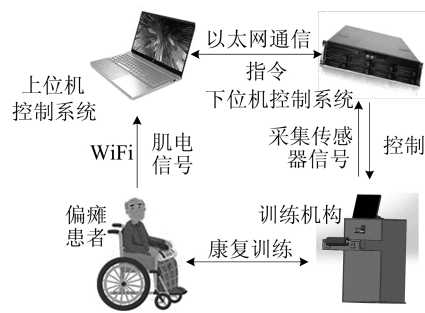 以太网通信
指令
上位机
控制系统
下位机控制系统
WiFi
肌电
信号
采集传感
器信号
控制
偏瘫
患者
训练机构
康复训练